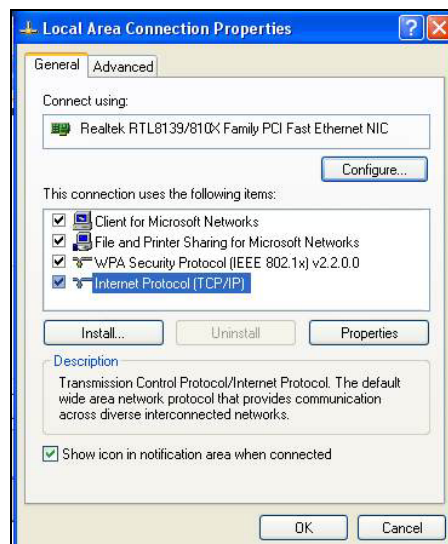 Local Area Connection Properties
General Advanced
Connect using:
Realtek RTL8139/810X Family PCI Fast Ethernet NIC
Configure...
This connection uses the following items:
Client for Microsoft Networks
File and Printer Sharing for Microsoft Networks
WPA Security Protocol (IEEE 802.1x) v2.2.0.0
Internet Protocol (TCP/IP)
Install... Uninstall Properties
Description
Transmission Control Protocol/Internet Protocol. The default
wide area network protocol that provides communication
across diverse interconnected networks.
Show icon in notification area when connected
OK Cancel